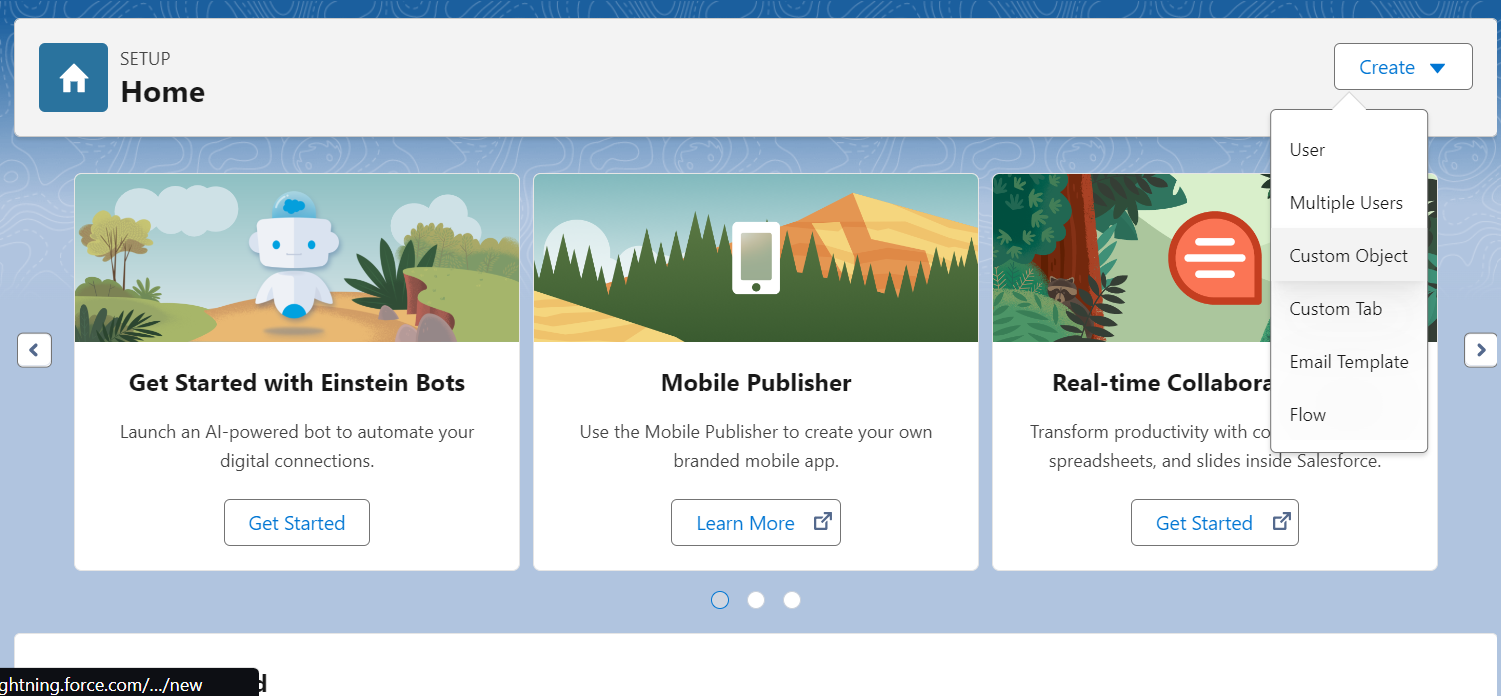 SETUP
Home
Create
User
Multiple Users
Custom Object
Custom Tab
Email Template
Flow
Get Started with Einstein Bots
Launch an AI-powered bot to automate your
digital connections.
Get Started
Mobile Publisher
Use the Mobile Publisher to create your own
branded mobile app.
Learn More
Real-time Collabora
Transform productivity with co
spreadsheets, and slides inside Salesforce.
Get Started
ghtning.force.com/.../new